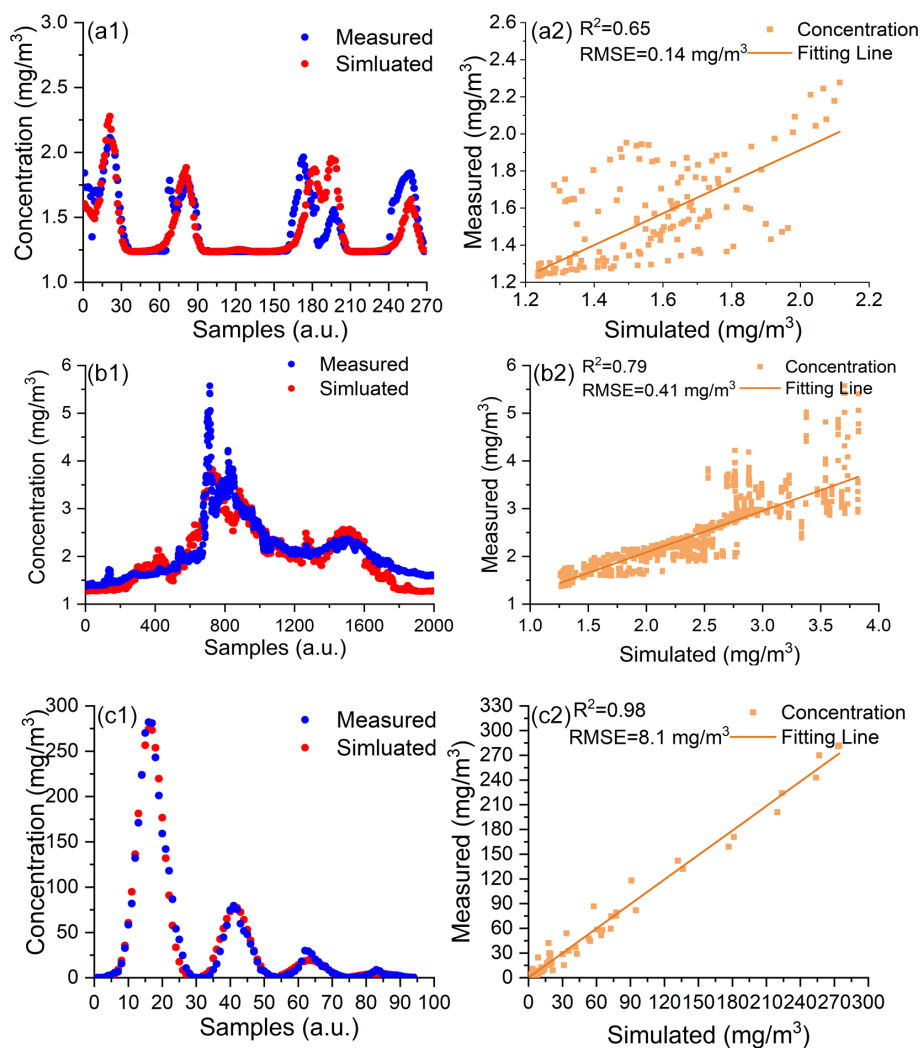 (a1)
Measured
Simluated
Concentration (mg/m³)
3.0
2.5
2.0
1.5
1.0
0
30
60
90
120
150
180
210
240
270
Samples (a.u.)
(a2)
R²=0.65
RMSE=0.14 mg/m³
Concentration
Fitting Line
Measured (mg/m³)
2.6
2.4
2.2
2.0
1.8
1.6
1.4
1.2
1.2
1.4
1.6
1.8
2.0
2.2
Simulated (mg/m³)
(b1)
Measured
Simluated
Concentration (mg/m³)
6
5
4
3
2
1
0
400
800
1200
1600
2000
Samples (a.u.)
(b2)
R²=0.79
RMSE=0.41 mg/m³
Concentration
Fitting Line
Measured (mg/m³)
6
5
4
3
2
1
1.0
1.5
2.0
2.5
3.0
3.5
4.0
Simulated (mg/m³)
(c1)
Measured
Simluated
Concentration (mg/m³)
300
250
200
150
100
50
0
0
10
20
30
40
50
60
70
80
90
100
Samples (a.u.)
(c2)
R²=0.98
RMSE=8.1 mg/m³
Concentration
Fitting Line
Measured (mg/m³)
330
300
270
240
210
180
150
120
90
60
30
0
0
30
60
90
120
150
180
210
240
270
300
Simulated (mg/m³)